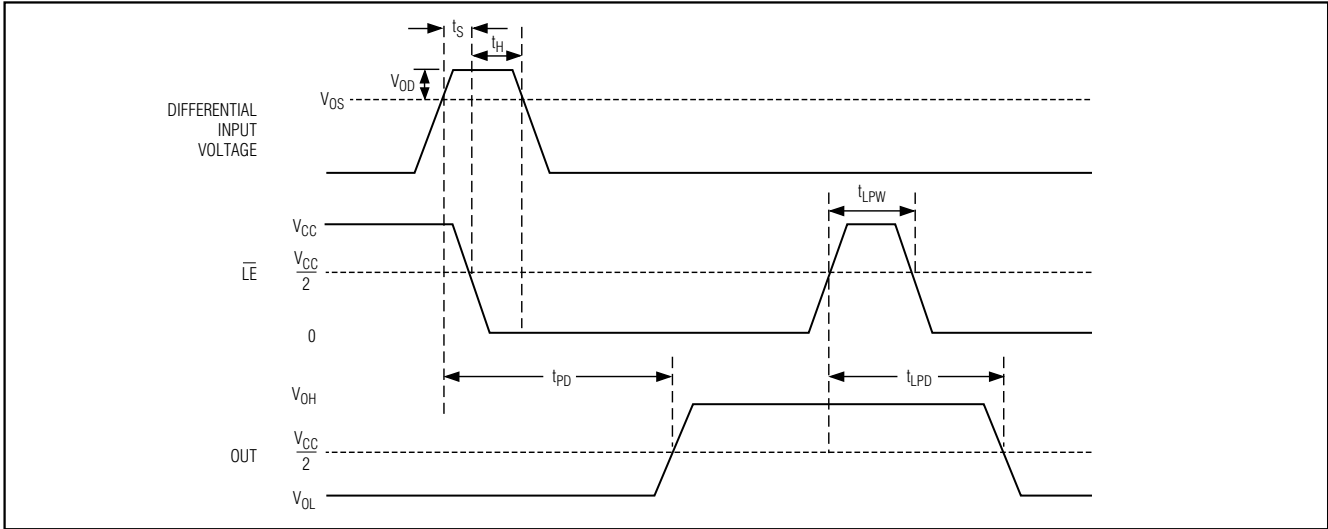 tS
tH
VOD
VOS
DIFFERENTIAL
INPUT
VOLTAGE
tLPW
VCC
LE
VCC
2
0
tPD
tLPD
VOH
OUT
VCC
2
VOL